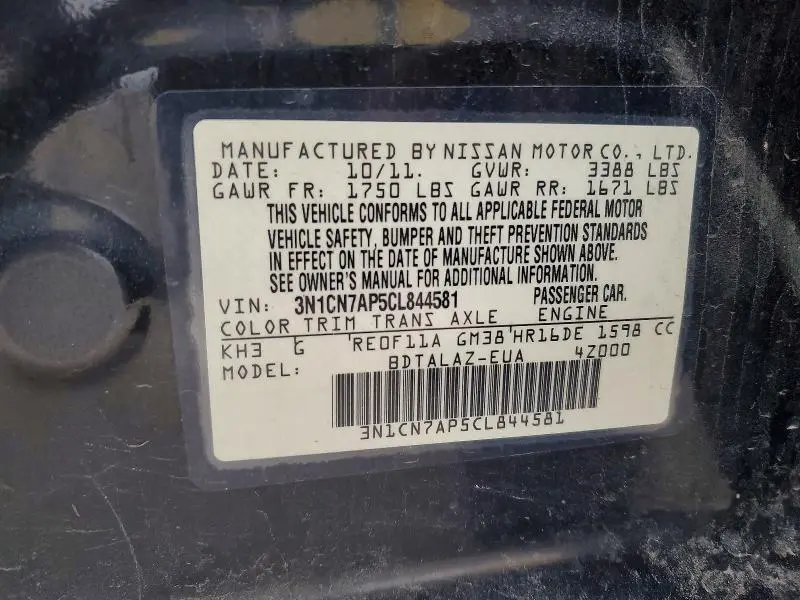 MANUFACTURED BY NISSAN MOTOR CO., LTD.
DATE: 10/11. GVWR: 3388 LBS
GAWR FR: 1750 LBS GAWR RR: 1671 LBS
THIS VEHICLE CONFORMS TO ALL APPLICABLE FEDERAL MOTOR
VEHICLE SAFETY, BUMPER AND THEFT PREVENTION STANDARDS
IN EFFECT ON THE DATE OF MANUFACTURE SHOWN ABOVE.
SEE OWNER'S MANUAL FOR ADDITIONAL INFORMATION.
VIN: 3N1CN7AP5CL844581 PASSENGER CAR.
COLOR TRIM TRANS AXLE ENGINE
KH3 G RE0F11A GM38 HR16DE 1598 CC
MODEL: BDTALAZ-EUA 4Z000
3N1CN7AP5CL844581